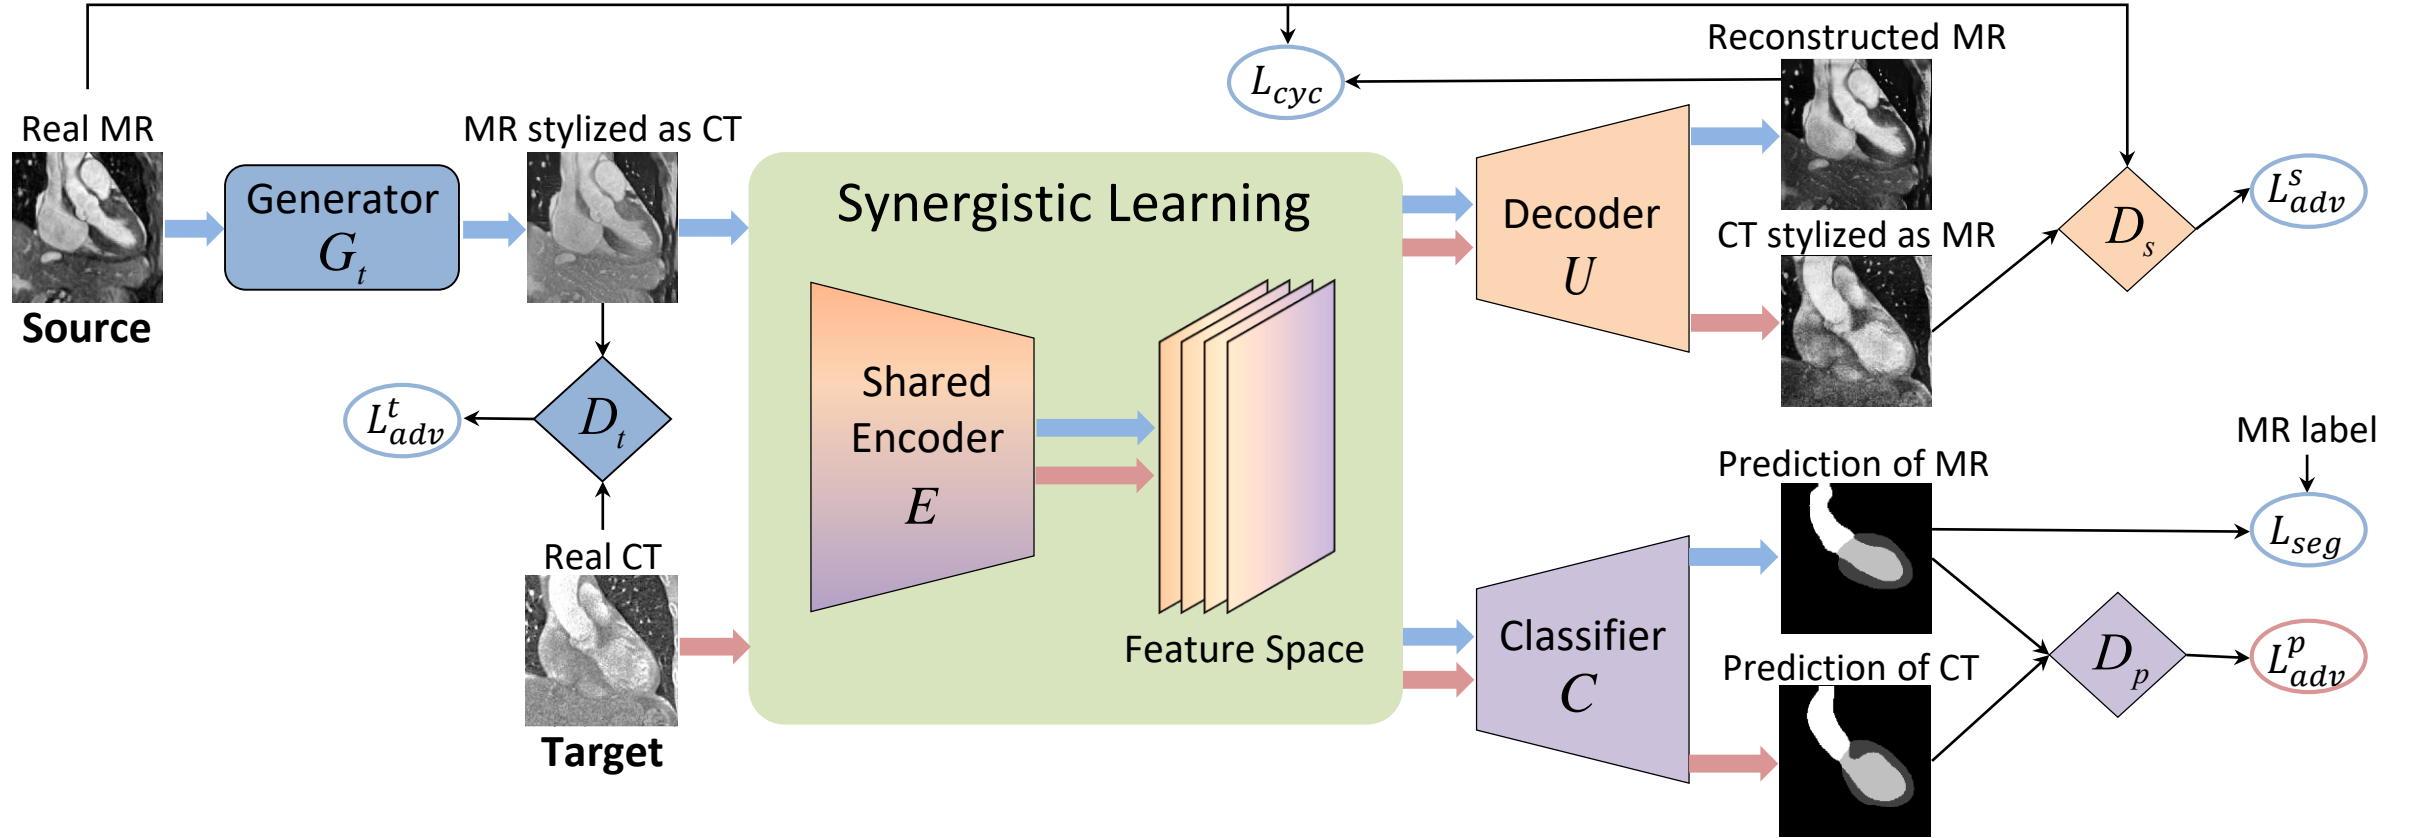 Reconstructed MR
L_cyc
Real MR
MR stylized as CT
Generator
G_t
Source
Synergistic Learning
Decoder
U
CT stylized as MR
D_s
L^s_adv
Shared
Encoder
E
Feature Space
D_t
L^t_adv
Real CT
Target
MR label
Prediction of MR
L_seg
Classifier
C
Prediction of CT
D_p
L^p_adv